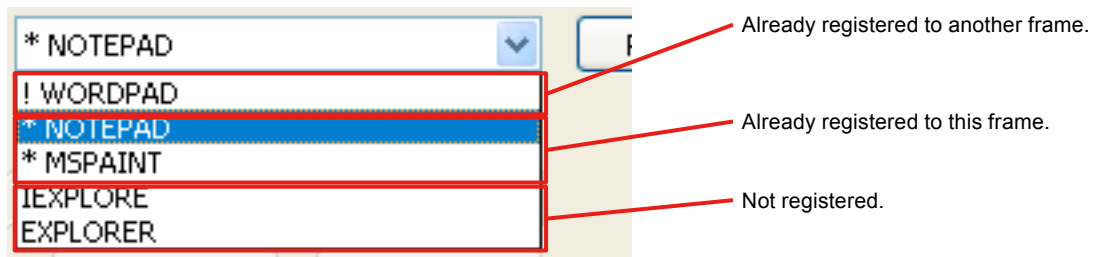 * NOTEPAD
! WORDPAD
* NOTEPAD
* MSPAINT
IEXPLORE
EXPLORER
Already registered to another frame.
Already registered to this frame.
Not registered.